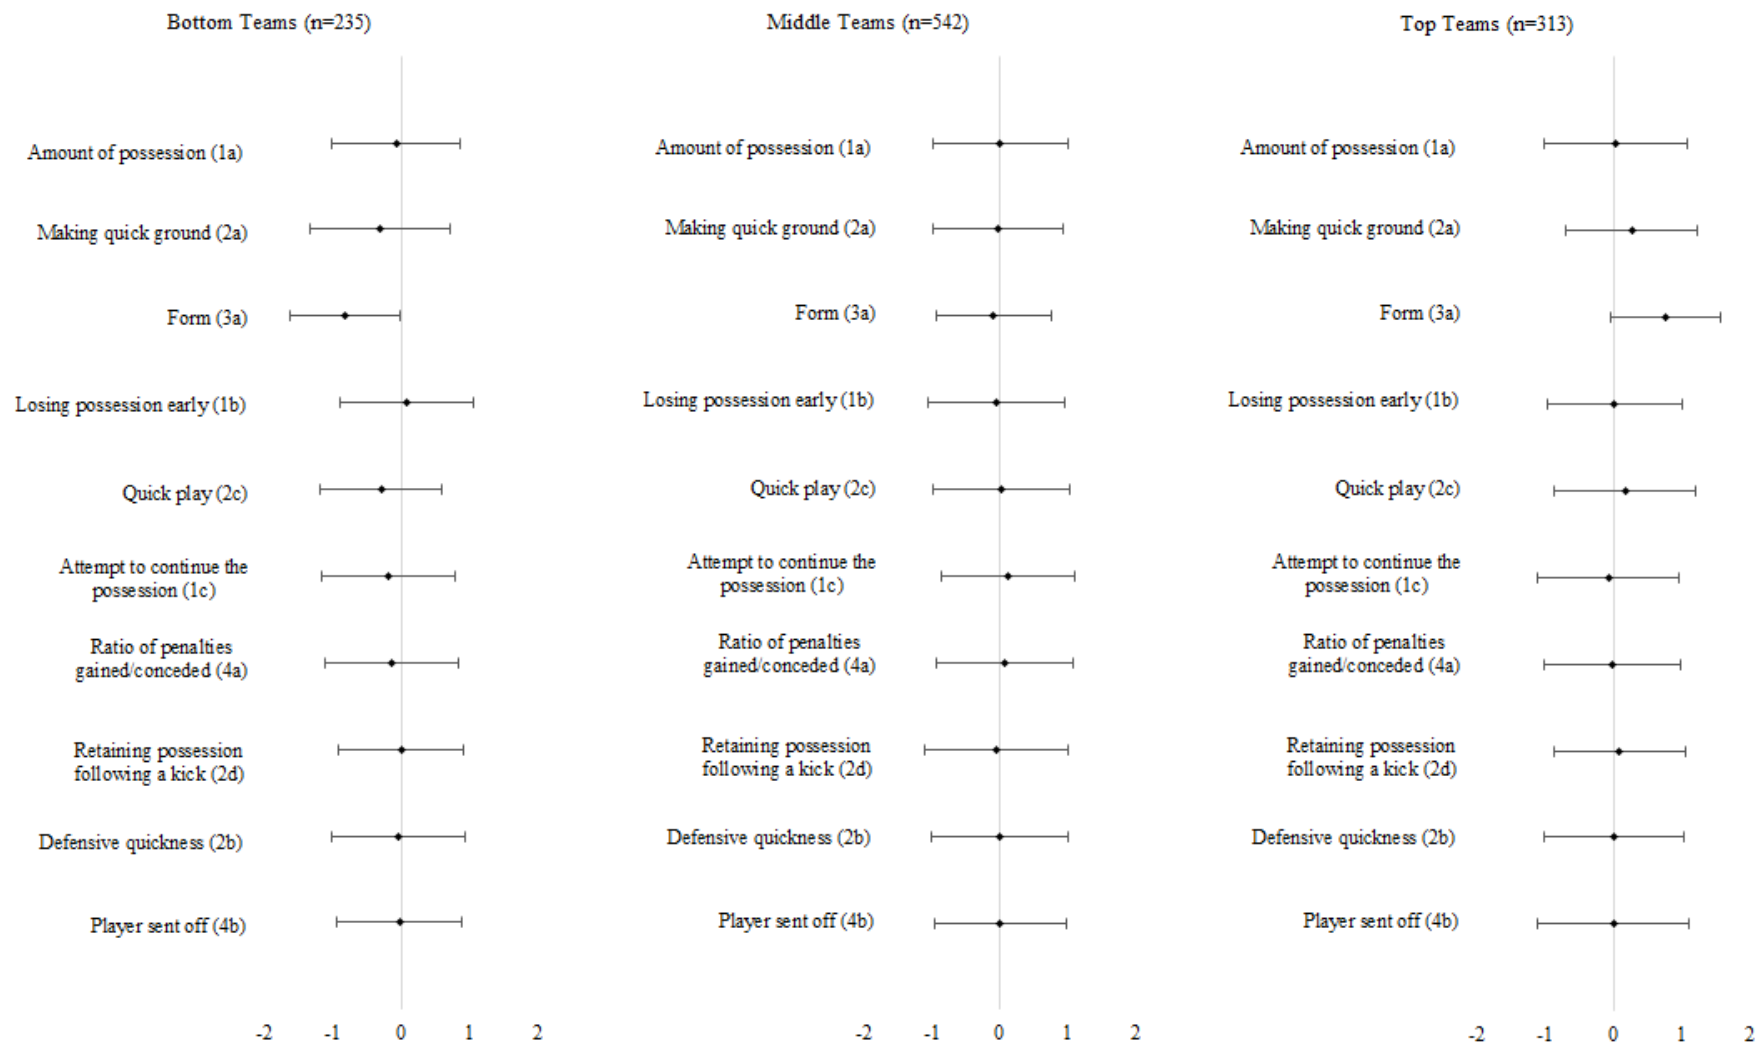 Bottom Teams (n=235)
Amount of possession (1a)
Making quick ground (2a)
Form (3a)
Losing possession early (1b)
Quick play (2c)
Attempt to continue the
possession (1c)
Ratio of penalties
gained/conceded (4a)
Retaining possession
following a kick (2d)
Defensive quickness (2b)
Player sent off (4b)
-2 -1 0 1 2
Middle Teams (n=542)
Amount of possession (1a)
Making quick ground (2a)
Form (3a)
Losing possession early (1b)
Quick play (2c)
Attempt to continue the
possession (1c)
Ratio of penalties
gained/conceded (4a)
Retaining possession
following a kick (2d)
Defensive quickness (2b)
Player sent off (4b)
-2 -1 0 1 2
Top Teams (n=313)
Amount of possession (1a)
Making quick ground (2a)
Form (3a)
Losing possession early (1b)
Quick play (2c)
Attempt to continue the
possession (1c)
Ratio of penalties
gained/conceded (4a)
Retaining possession
following a kick (2d)
Defensive quickness (2b)
Player sent off (4b)
-2 -1 0 1 2